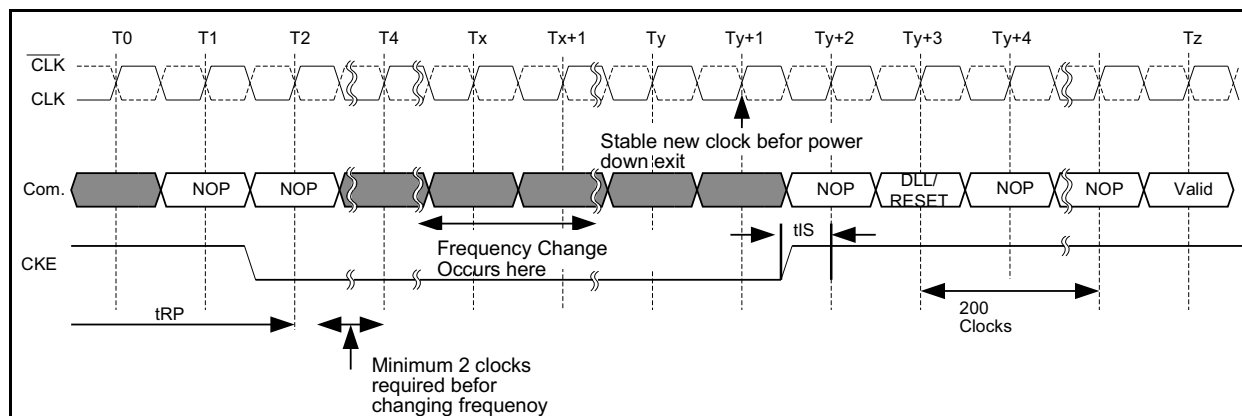 T0 T1 T2 T4 Tx Tx+1 Ty Ty+1 Ty+2 Ty+3 Ty+4 Tz
CLK
CLK
Stable new clock befor power
down exit
Com.
NOP NOP NOP DLL/ RESET NOP NOP Valid
Frequency Change
Occurs here
tIS
CKE
tRP
200
Clocks
Minimum 2 clocks
required befor
changing frequenoy